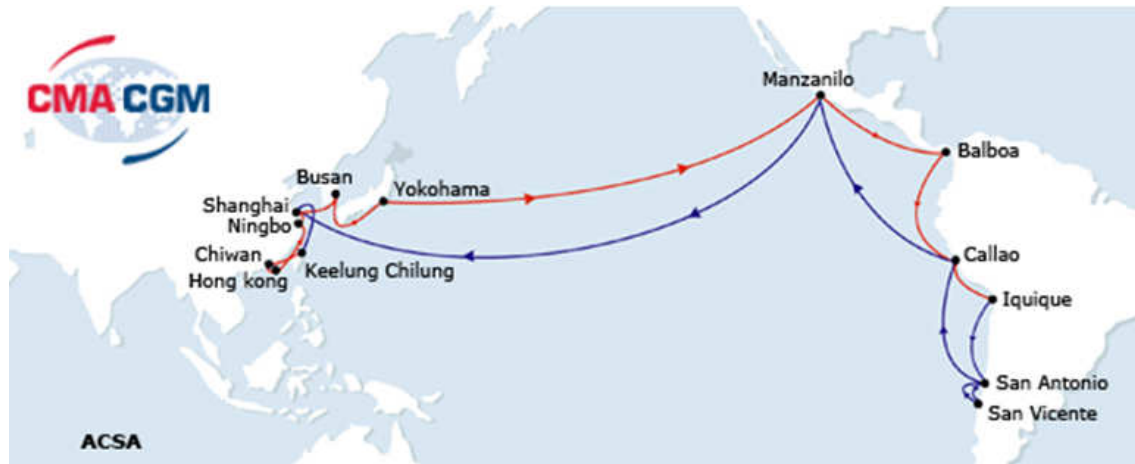 CMA CGM
Manzanilo
Balboa
Busan
Yokohama
Shanghai
Ningbo
Chiwan
Hong kong
Keelung Chilung
Callao
Iquique
San Antonio
San Vicente
ACSA